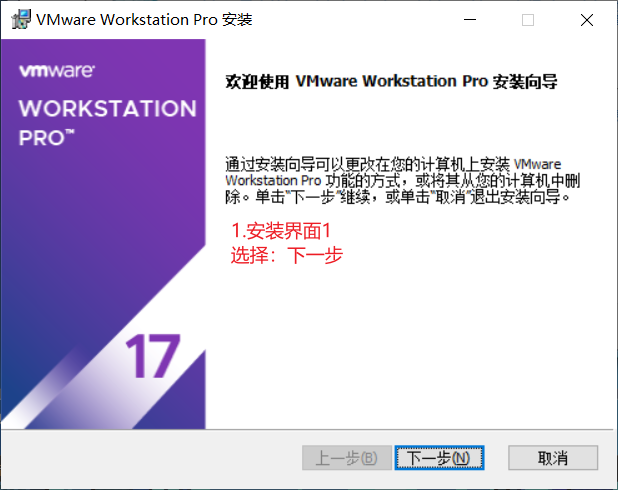 VMware Workstation Pro 安装
vmware
WORKSTATION
PRO™
17
欢迎使用 VMware Workstation Pro 安装向导
通过安装向导可以更改在您的计算机上安装 VMware
Workstation Pro 功能的方式，或将其从您的计算机中删
除。单击“下一步”继续，或单击“取消”退出安装向导。
1.安装界面1
选择：下一步
上一步(B)
下一步(N)
取消